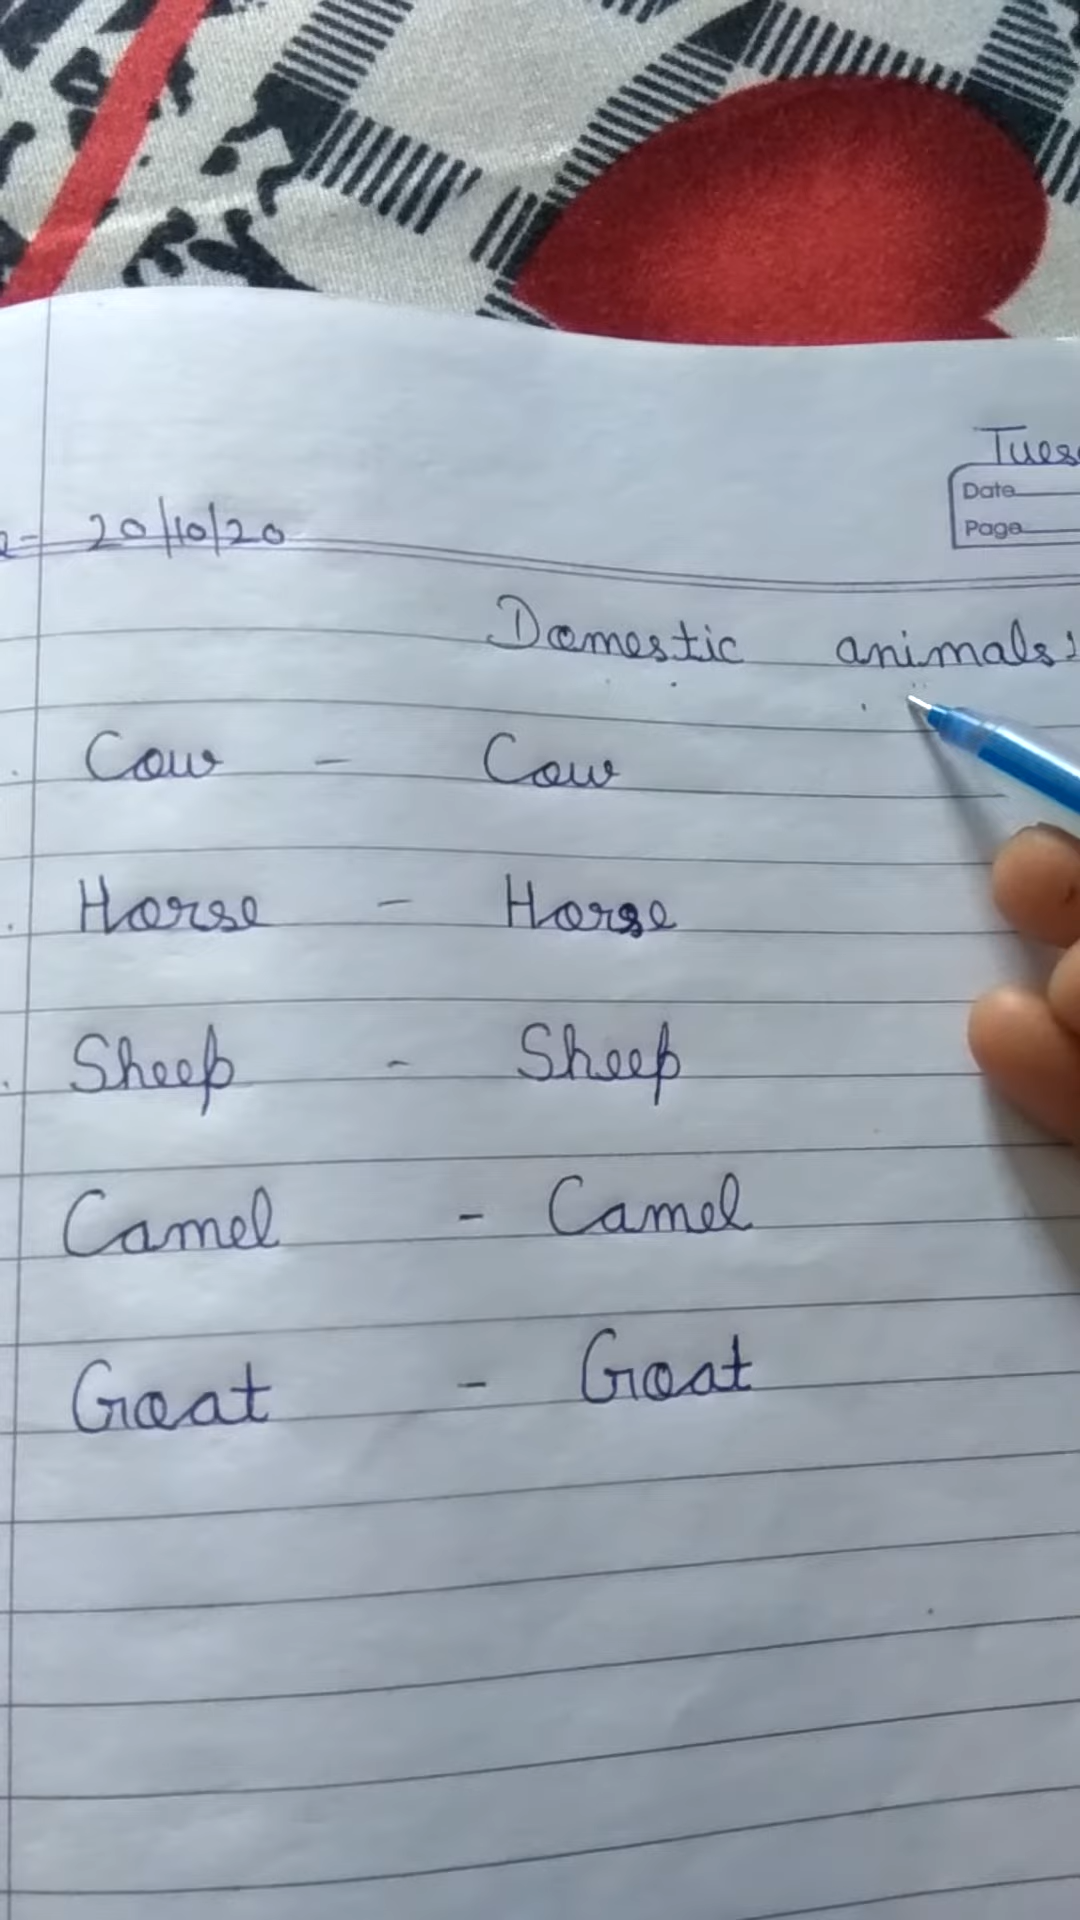 Tues
Date
Page
20/10/20
Domestic animals:
Cow - Cow
Horse - Horse
Sheep - Sheep
Camel - Camel
Goat - Goat